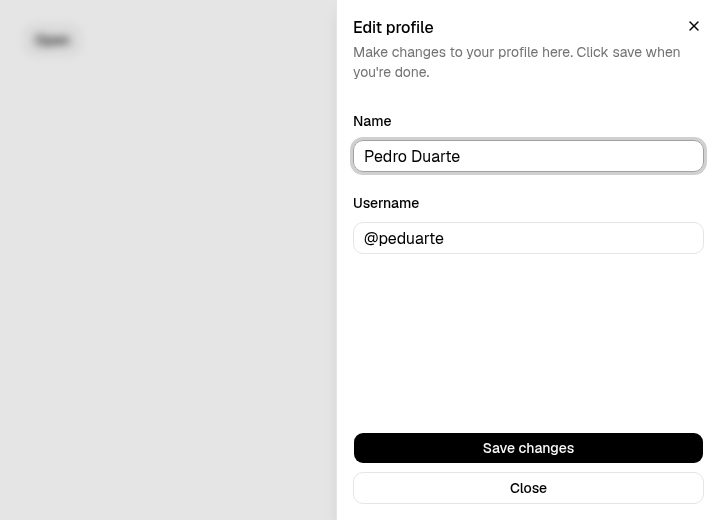 Open
Edit profile
Make changes to your profile here. Click save when
you're done.
Name
Pedro Duarte
Username
@peduarte
Save changes
Close